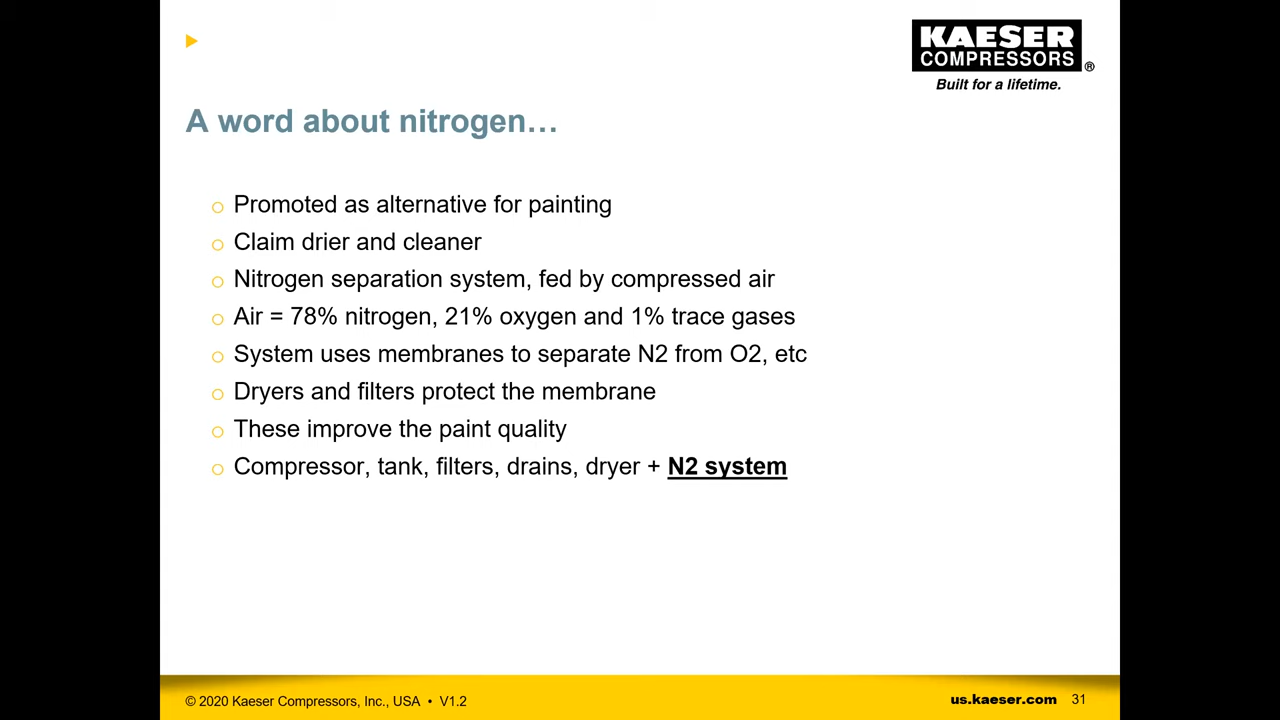 KAESER
COMPRESSORS
®
Built for a lifetime.
A word about nitrogen…
Promoted as alternative for painting
Claim drier and cleaner
Nitrogen separation system, fed by compressed air
Air = 78% nitrogen, 21% oxygen and 1% trace gases
System uses membranes to separate N2 from O2, etc
Dryers and filters protect the membrane
These improve the paint quality
Compressor, tank, filters, drains, dryer + N2 system
© 2020 Kaeser Compressors, Inc., USA • V1.2
us.kaeser.com 31